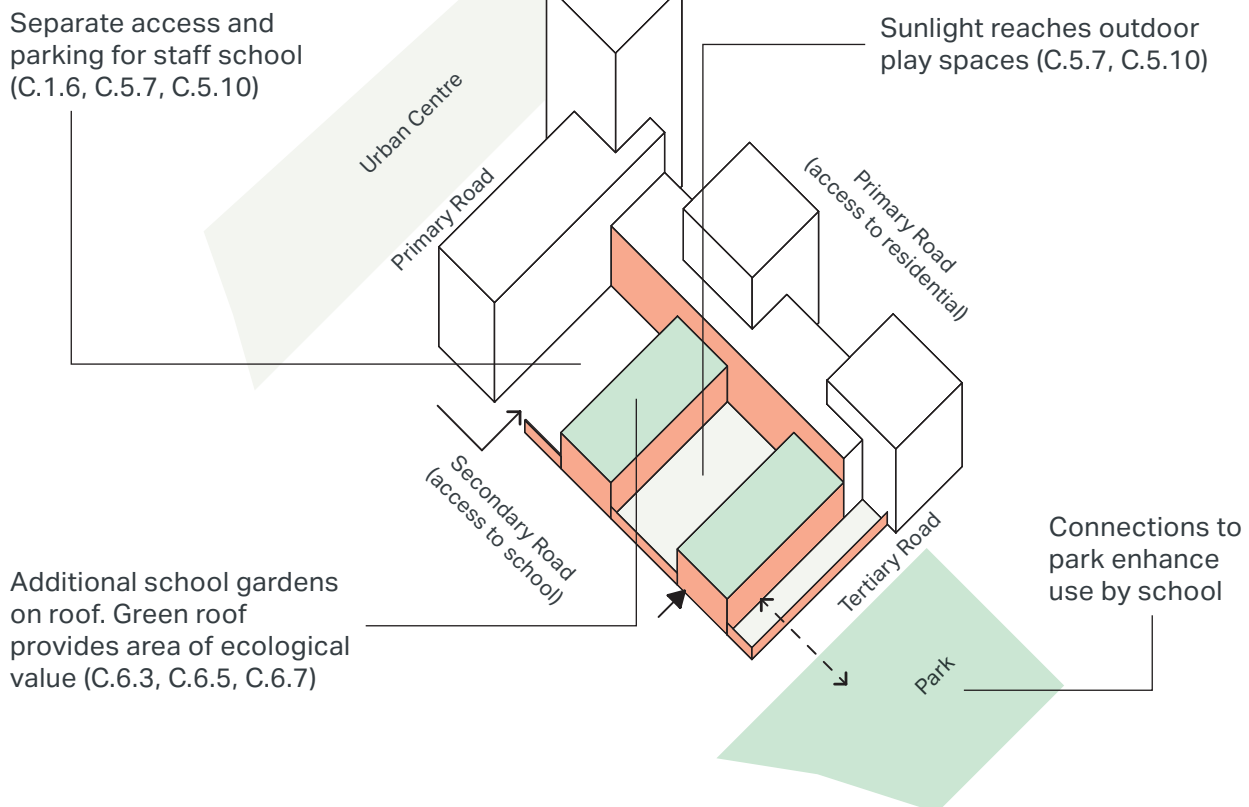 Separate access and
parking for staff school
(C.1.6, C.5.7, C.5.10)
Sunlight reaches outdoor
play spaces (C.5.7, C.5.10)
Urban Centre
Primary Road
Primary Road
(access to residential)
Secondary Road
(access to school)
Tertiary Road
Connections to
park enhance
use by school
Additional school gardens
on roof. Green roof
provides area of ecological
value (C.6.3, C.6.5, C.6.7)
Park